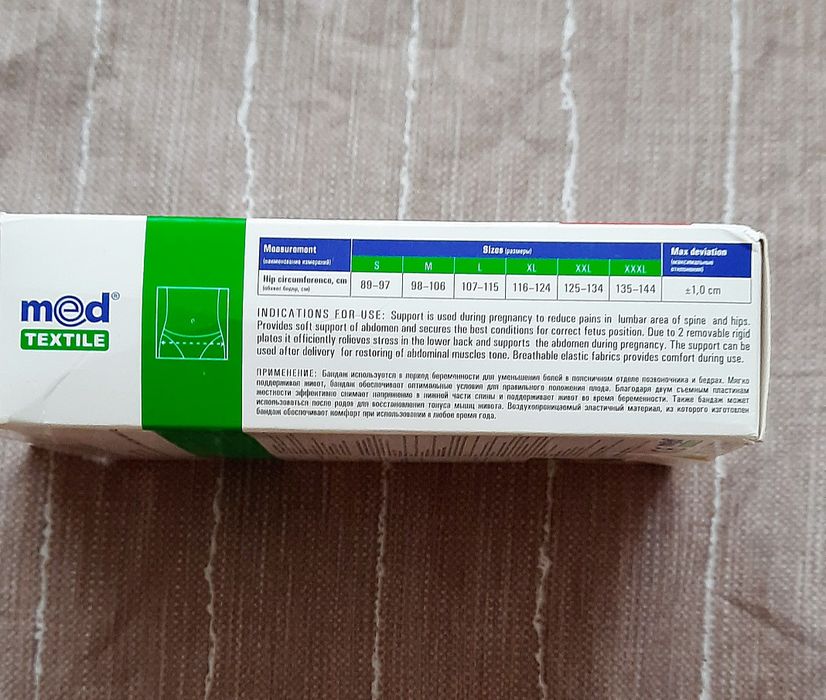 med®
TEXTILE
Measurement
(наименование измерений)
Sizes (размеры)
Max deviation
(максимальные
отклонения)
S M L XL XXL XXXL
Hip circumference, cm
(обхват бедер, см)
89–97 98–106 107–115 116–124 125–134 135–144 ±1,0 cm
INDICATIONS FOR USE: Support is used during pregnancy to reduce pains in lumbar area of spine and hips.
Provides soft support of abdomen and secures the best conditions for correct fetus position. Due to 2 removable rigid
plates it efficiently relieves stress in the lower back and supports the abdomen during pregnancy. The support can be
used after delivery for restoring of abdominal muscles tone. Breathable elastic fabrics provides comfort during use.
ПРИМЕНЕНИЕ: Бандаж используется в период беременности для уменьшения болей в поясничном отделе позвоночника и бедрах. Мягко
поддерживая живот, бандаж обеспечивает оптимальные условия для правильного положения плода. Благодаря двум съемным пластинам
жесткости эффективно снимает напряжение в нижней части спины и поддерживает живот во время беременности. Также бандаж может
использоваться после родов для восстановления тонуса мышц живота. Воздухопроницаемый эластичный материал, из которого изготовлен
бандаж обеспечивает комфорт при использовании в любое время года.